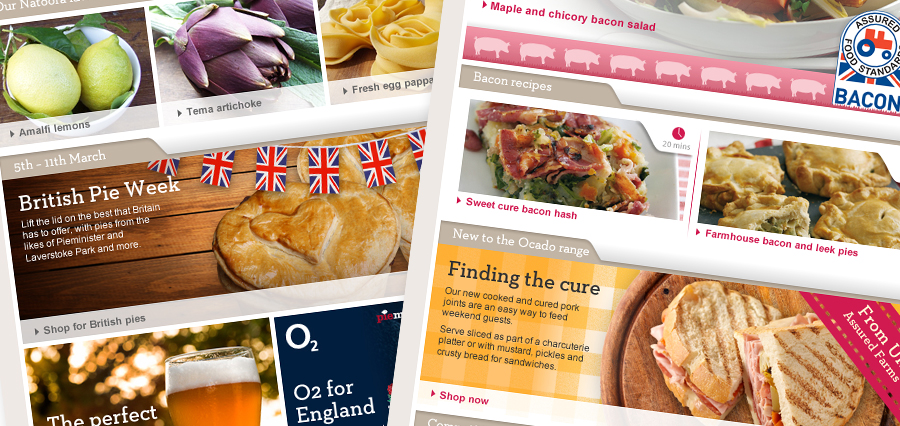 Our Natoora
Amalfi lemons
Tema artichoke
Fresh egg pappa
5th - 11th March
British Pie Week
Lift the lid on the best that Britain
has to offer, with pies from the
likes of Pieminister and
Laverstoke Park and more.
Shop for British pies
The perfect
O2
piem
O2 for
England
Maple and chicory bacon salad
ASSURED
FOOD STANDARDS
BACON
Bacon recipes
20 mins
Sweet cure bacon hash
Farmhouse bacon and leek pies
New to the Ocado range
Finding the cure
Our new cooked and cured pork
joints are an easy way to feed
weekend guests.
Serve sliced as part of a charcuterie
platter or with mustard, pickles and
crusty bread for sandwiches.
Shop now
From U
Assured Farms